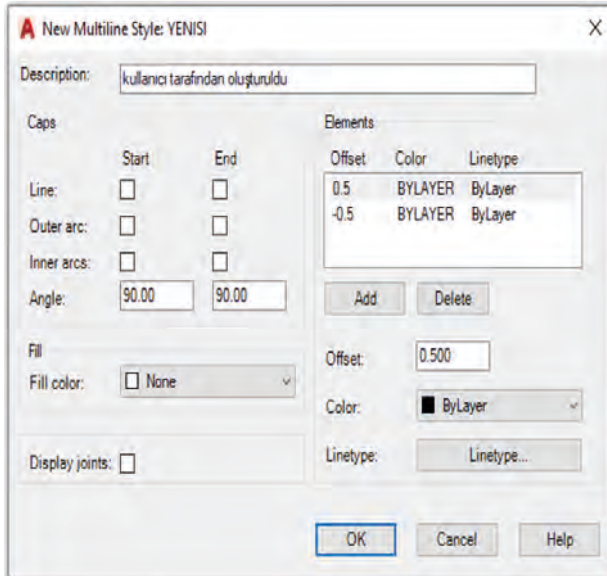 New Multiline Style: YENISI
Description: kullanıcı tarafından oluşturuldu
Caps
Start End
Line:
Outer arc:
Inner arcs:
Angle: 90.00 90.00
Fill
Fill color: None
Display joints:
Elements
Offset Color Linetype
0.5 BYLAYER ByLayer
-0.5 BYLAYER ByLayer
Add Delete
Offset: 0.500
Color: ByLayer
Linetype: Linetype...
OK Cancel Help